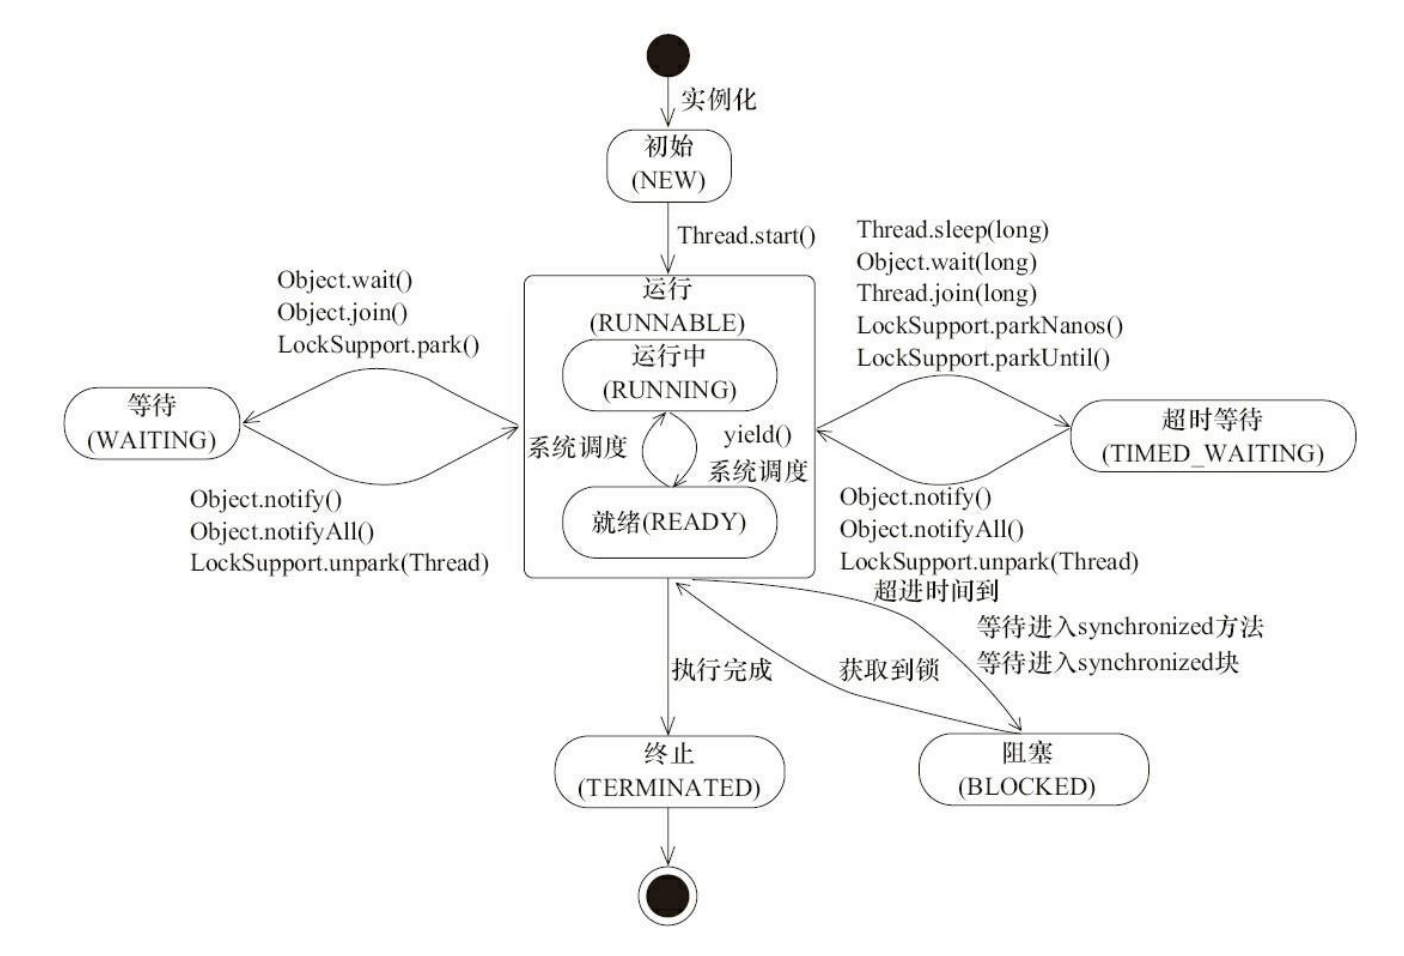 实例化
初始
(NEW)
Thread.start()
Object.wait()
Object.join()
LockSupport.park()
Thread.sleep(long)
Object.wait(long)
Thread.join(long)
LockSupport.parkNanos()
LockSupport.parkUntil()
运行
(RUNNABLE)
运行中
(RUNNING)
系统调度
yield()
系统调度
就绪(READY)
等待
(WAITING)
超时等待
(TIMED_WAITING)
Object.notify()
Object.notifyAll()
LockSupport.unpark(Thread)
Object.notify()
Object.notifyAll()
LockSupport.unpark(Thread)
超进时间到
等待进入synchronized方法
等待进入synchronized块
执行完成
获取到锁
终止
(TERMINATED)
阻塞
(BLOCKED)